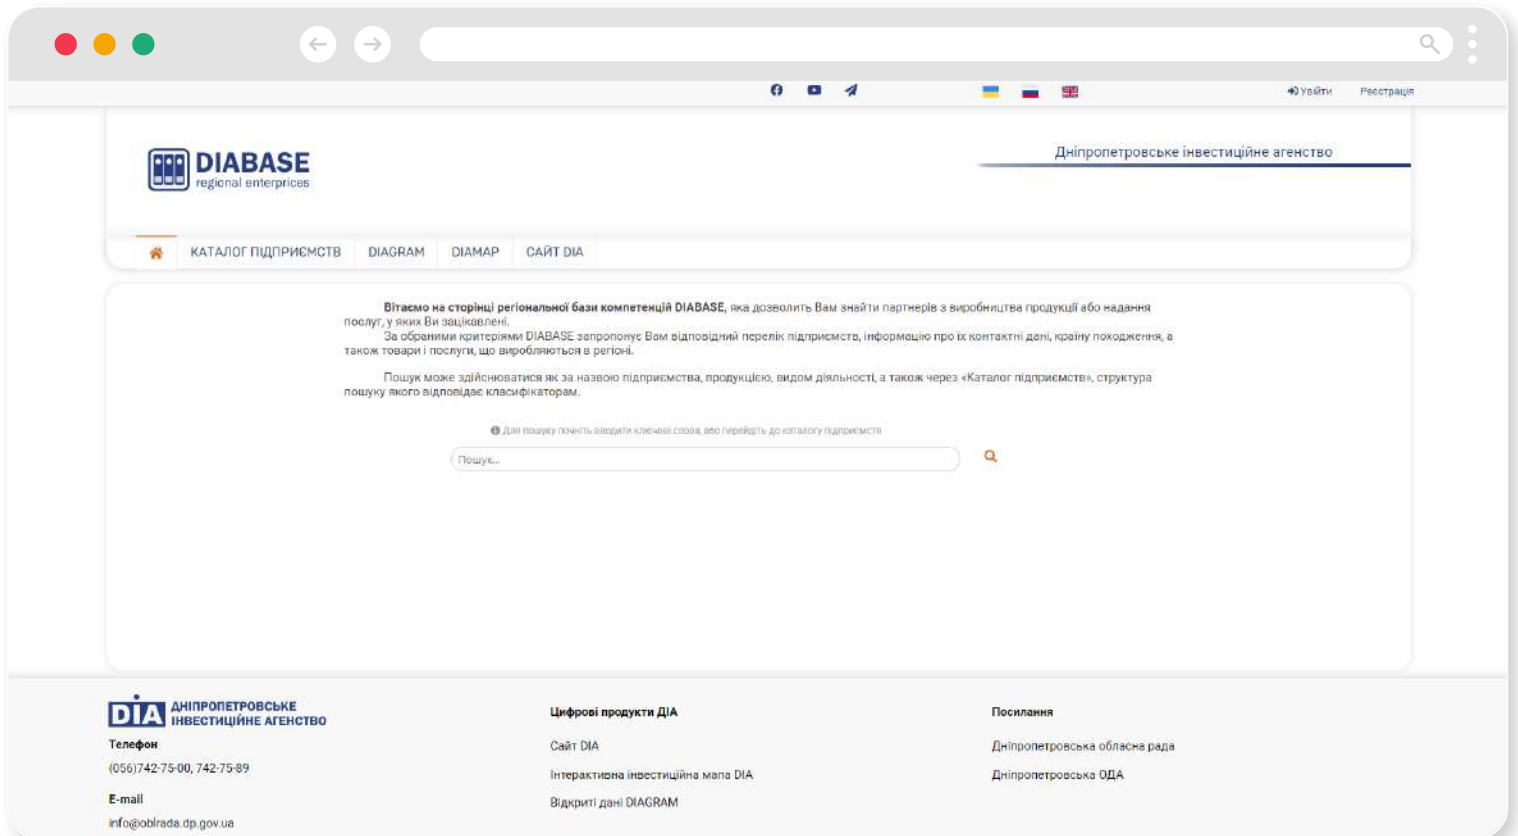 Увійти Реєстрація
DIABASE
regional enterprices
Дніпропетровське інвестиційне агенство
КАТАЛОГ ПІДПРИЄМСТВ DIAGRAM DIAMAP САЙТ DIA
Вітаємо на сторінці регіональної бази компетенцій DIABASE, яка дозволить Вам знайти партнерів з виробництва продукції або надання
послуг, у яких Ви зацікавлені.
За обраними критеріями DIABASE запропонує Вам відповідний перелік підприємств, інформацію про їх контактні дані, країну походження, а
також товари і послуги, що виробляються в регіоні.
Пошук може здійснюватися як за назвою підприємства, продукцією, видом діяльності, а також через «Каталог підприємств», структура
пошуку якого відповідає класифікаторам.
Для пошуку почніть вводити ключові слова, або перейдіть до каталогу підприємств
Пошук...
DIA ДНІПРОПЕТРОВСЬКЕ
ІНВЕСТИЦІЙНЕ АГЕНСТВО
Телефон
(056)742-75-00, 742-75-89
E-mail
info@oblrada.dp.gov.ua
Цифрові продукти ДІА
Сайт DIA
Інтерактивна інвестиційна мапа DIA
Відкриті дані DIAGRAM
Посилання
Дніпропетровська обласна рада
Дніпропетровська ОДА